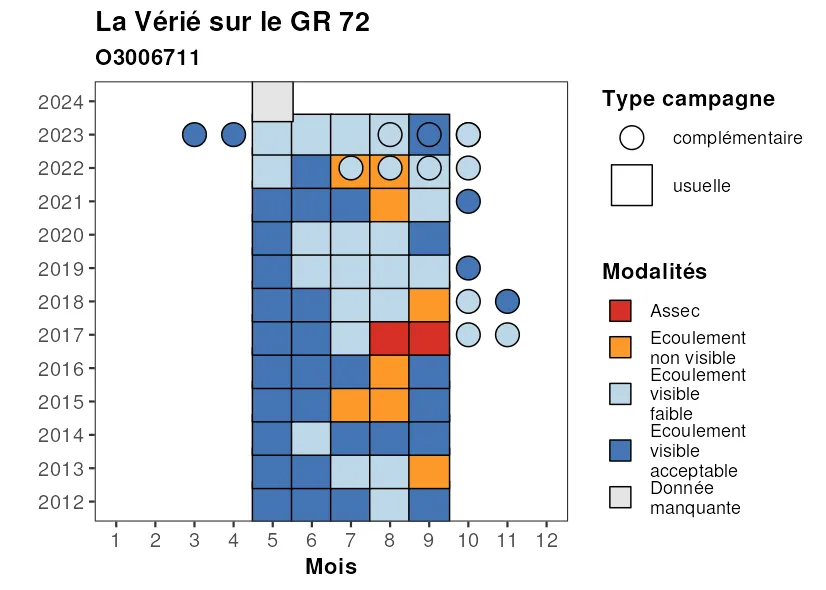 La Vérié sur le GR 72
O3006711
2024
2023
2022
2021
2020
2019
2018
2017
2016
2015
2014
2013
2012
1 2 3 4 5 6 7 8 9 10 11 12
Mois
Type campagne
complémentaire
usuelle
Modalités
Assec
Ecoulement
non visible
Ecoulement
visible
faible
Ecoulement
visible
acceptable
Donnée
manquante